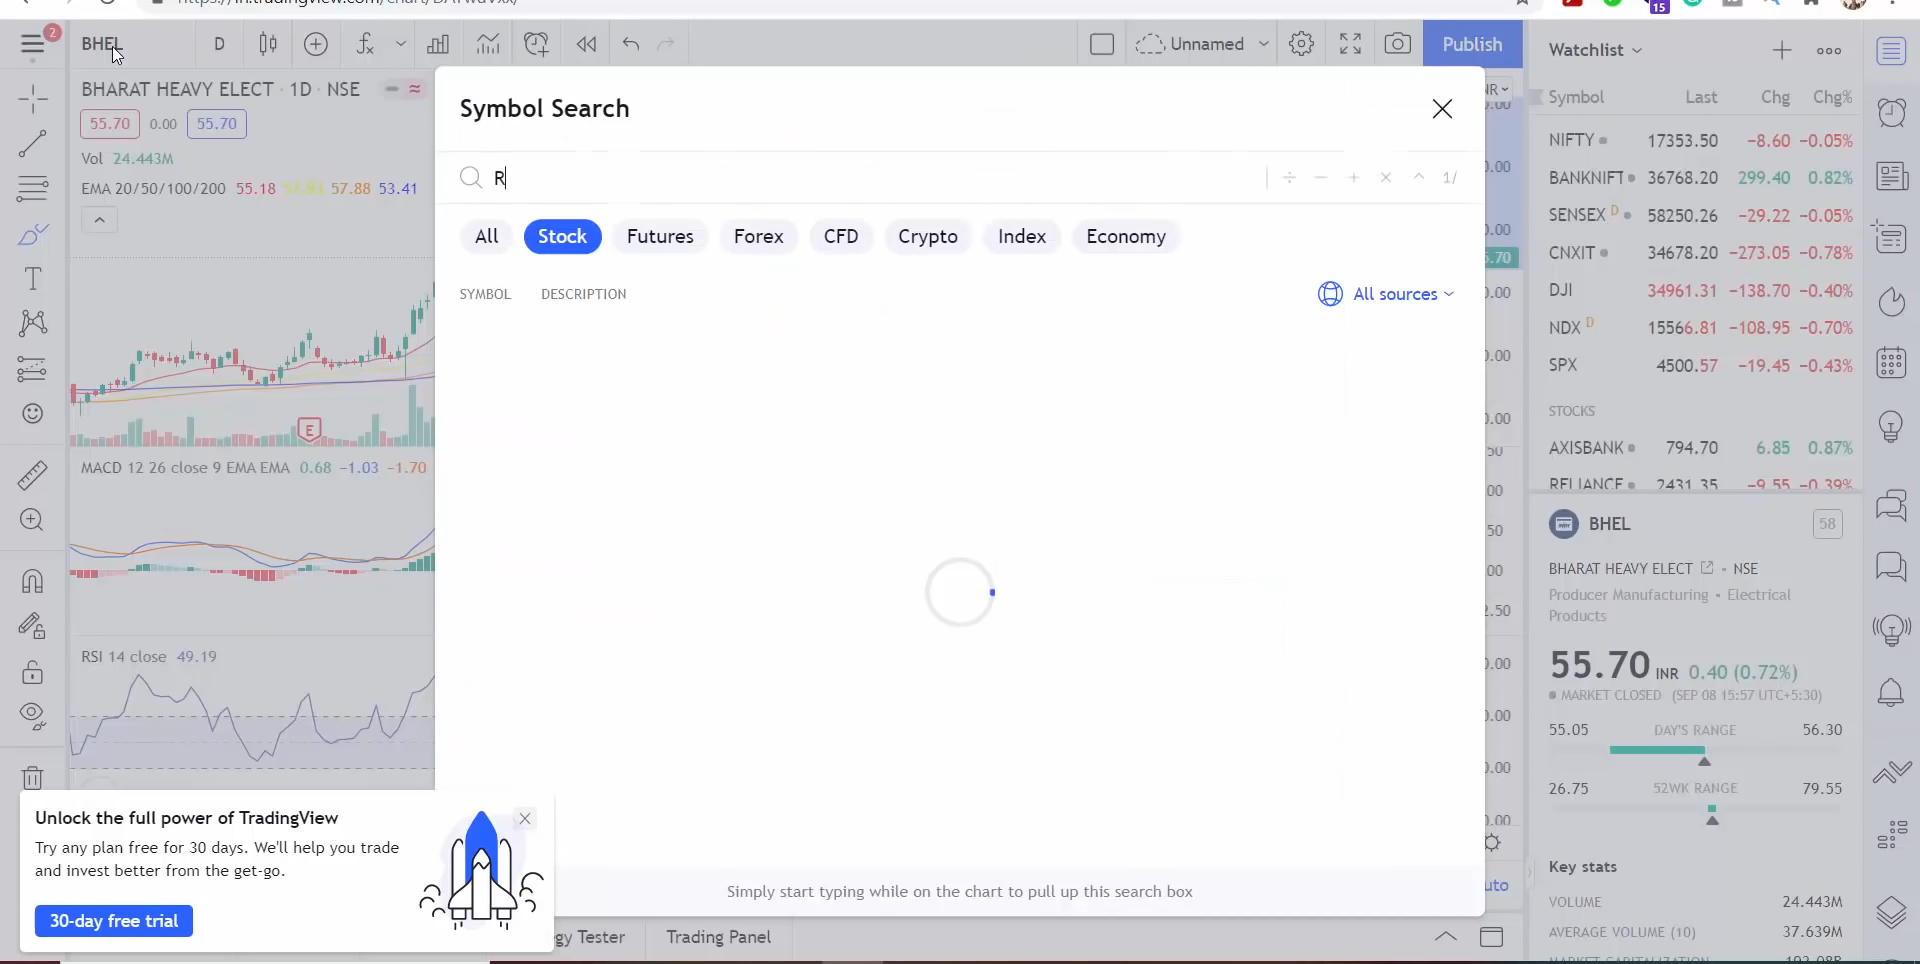 15
2
BHEL
D
Unnamed
Publish
BHARAT HEAVY ELECT · 1D · NSE
55.70 0.00 55.70
Vol 24.443M
EMA 20/50/100/200 55.18 57.88 53.41
E
MACD 12 26 close 9 EMA EMA 0.68 −1.03 −1.70
RSI 14 close 49.19
Symbol Search
R
1/
All Stock Futures Forex CFD Crypto Index Economy
SYMBOL DESCRIPTION
All sources
Simply start typing while on the chart to pull up this search box
Unlock the full power of TradingView
Try any plan free for 30 days. We'll help you trade
and invest better from the get-go.
30-day free trial
Trading Panel
Watchlist
Symbol Last Chg Chg%
NIFTY 17353.50 −8.60 −0.05%
BANKNIFT 36768.20 299.40 0.82%
SENSEX D 58250.26 −29.22 −0.05%
CNXIT 34678.20 −273.05 −0.78%
DJI 34961.31 −138.70 −0.40%
NDX D 15566.81 −108.95 −0.70%
SPX 4500.57 −19.45 −0.43%
STOCKS
AXISBANK 794.70 6.85 0.87%
RELIANCE 2431.35 −9.55 −0.39%
BHEL 58
BHARAT HEAVY ELECT • NSE
Producer Manufacturing • Electrical
Products
55.70 INR 0.40 (0.72%)
MARKET CLOSED (SEP 08 15:57 UTC+5:30)
55.05 DAY'S RANGE 56.30
26.75 52WK RANGE 79.55
Key stats
VOLUME 24.443M
AVERAGE VOLUME (10) 37.639M